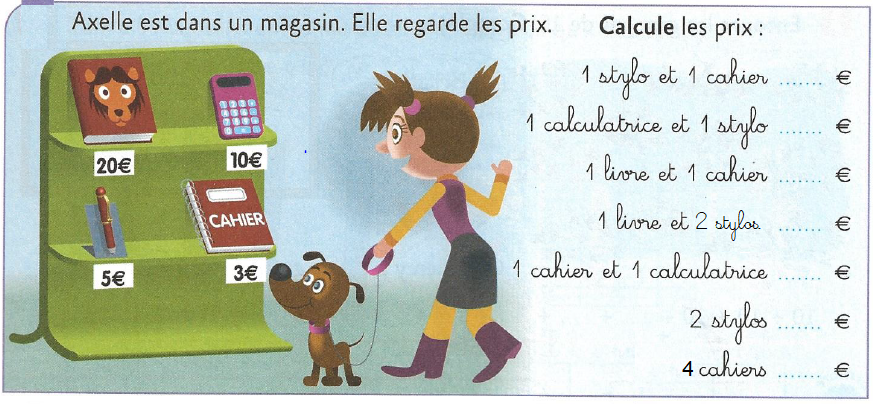 Axelle est dans un magasin. Elle regarde les prix.
Calcule les prix :
20€
10€
CAHIER
5€
3€
1 stylo et 1 cahier ....... €
1 calculatrice et 1 stylo ....... €
1 livre et 1 cahier ....... €
1 livre et 2 stylos. ....... €
1 cahier et 1 calculatrice ....... €
2 stylos ....... €
4 cahiers ....... €